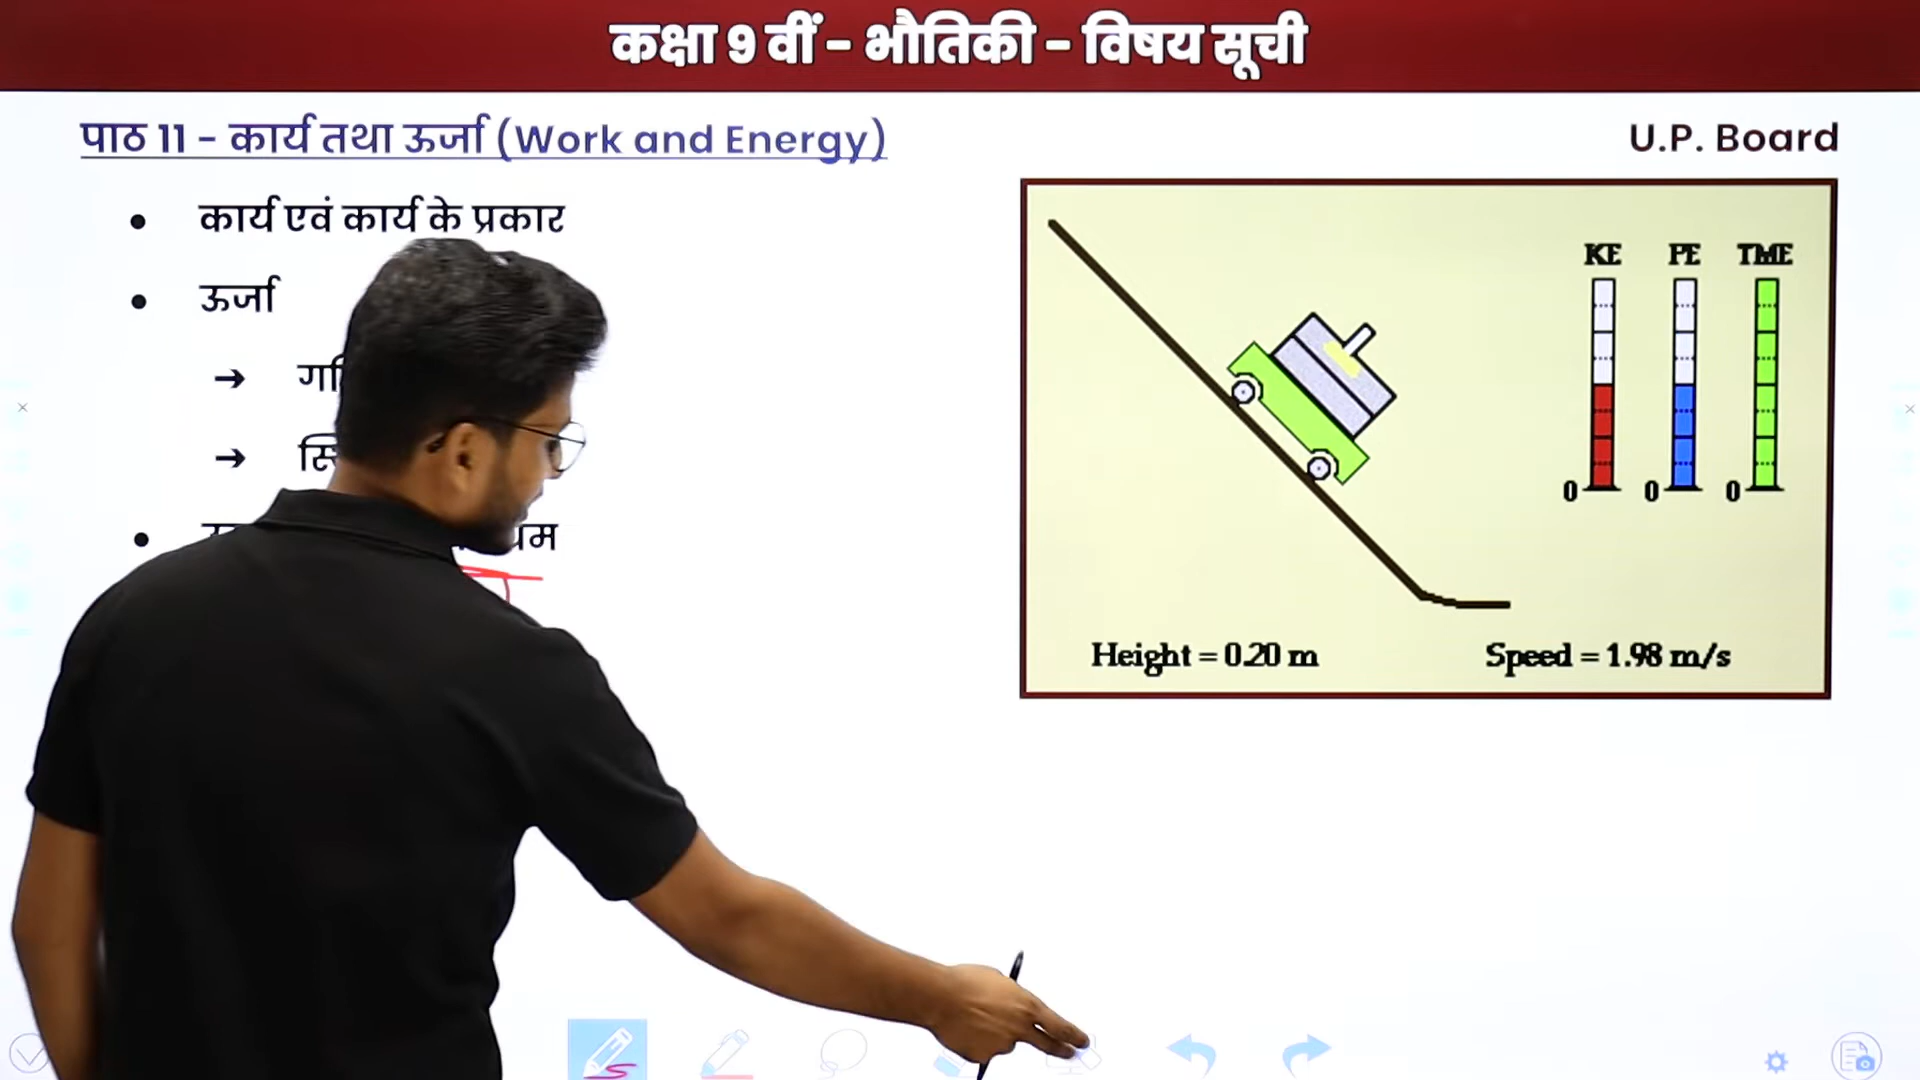 कक्षा 9 वीं - भौतिकी - विषय सूची
पाठ 11 - कार्य तथा ऊर्जा (Work and Energy)
U.P. Board
कार्य एवं कार्य के प्रकार
ऊर्जा
KE PE TME
0 0 0
Height = 0.20 m Speed = 1.98 m/s